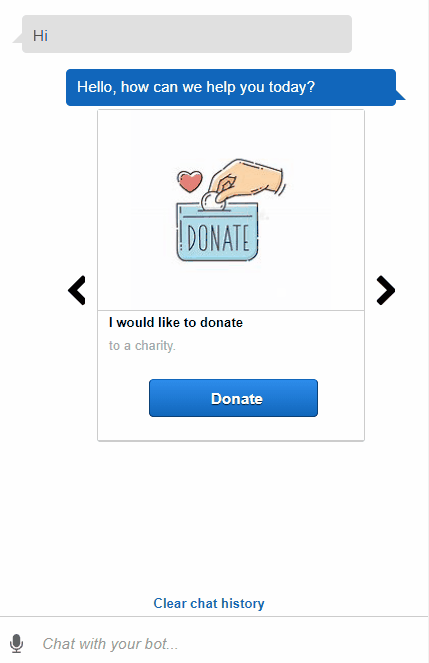 Hi
Hello, how can we help you today?
DONATE
I would like to donate
to a charity.
Donate
Clear chat history
Chat with your bot...